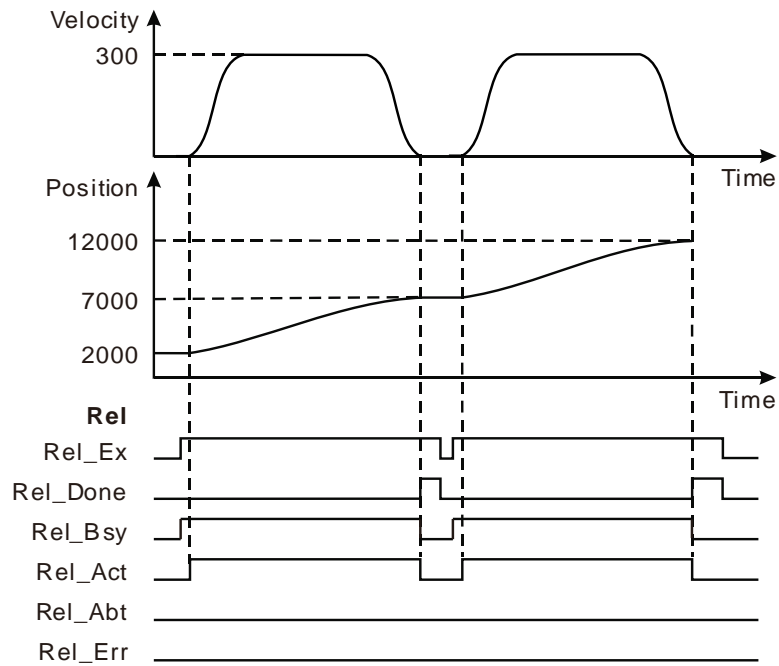 Velocity
300
Time
Position
12000
7000
2000
Time
Rel
Rel_Ex
Rel_Done
Rel_Bsy
Rel_Act
Rel_Abt
Rel_Err